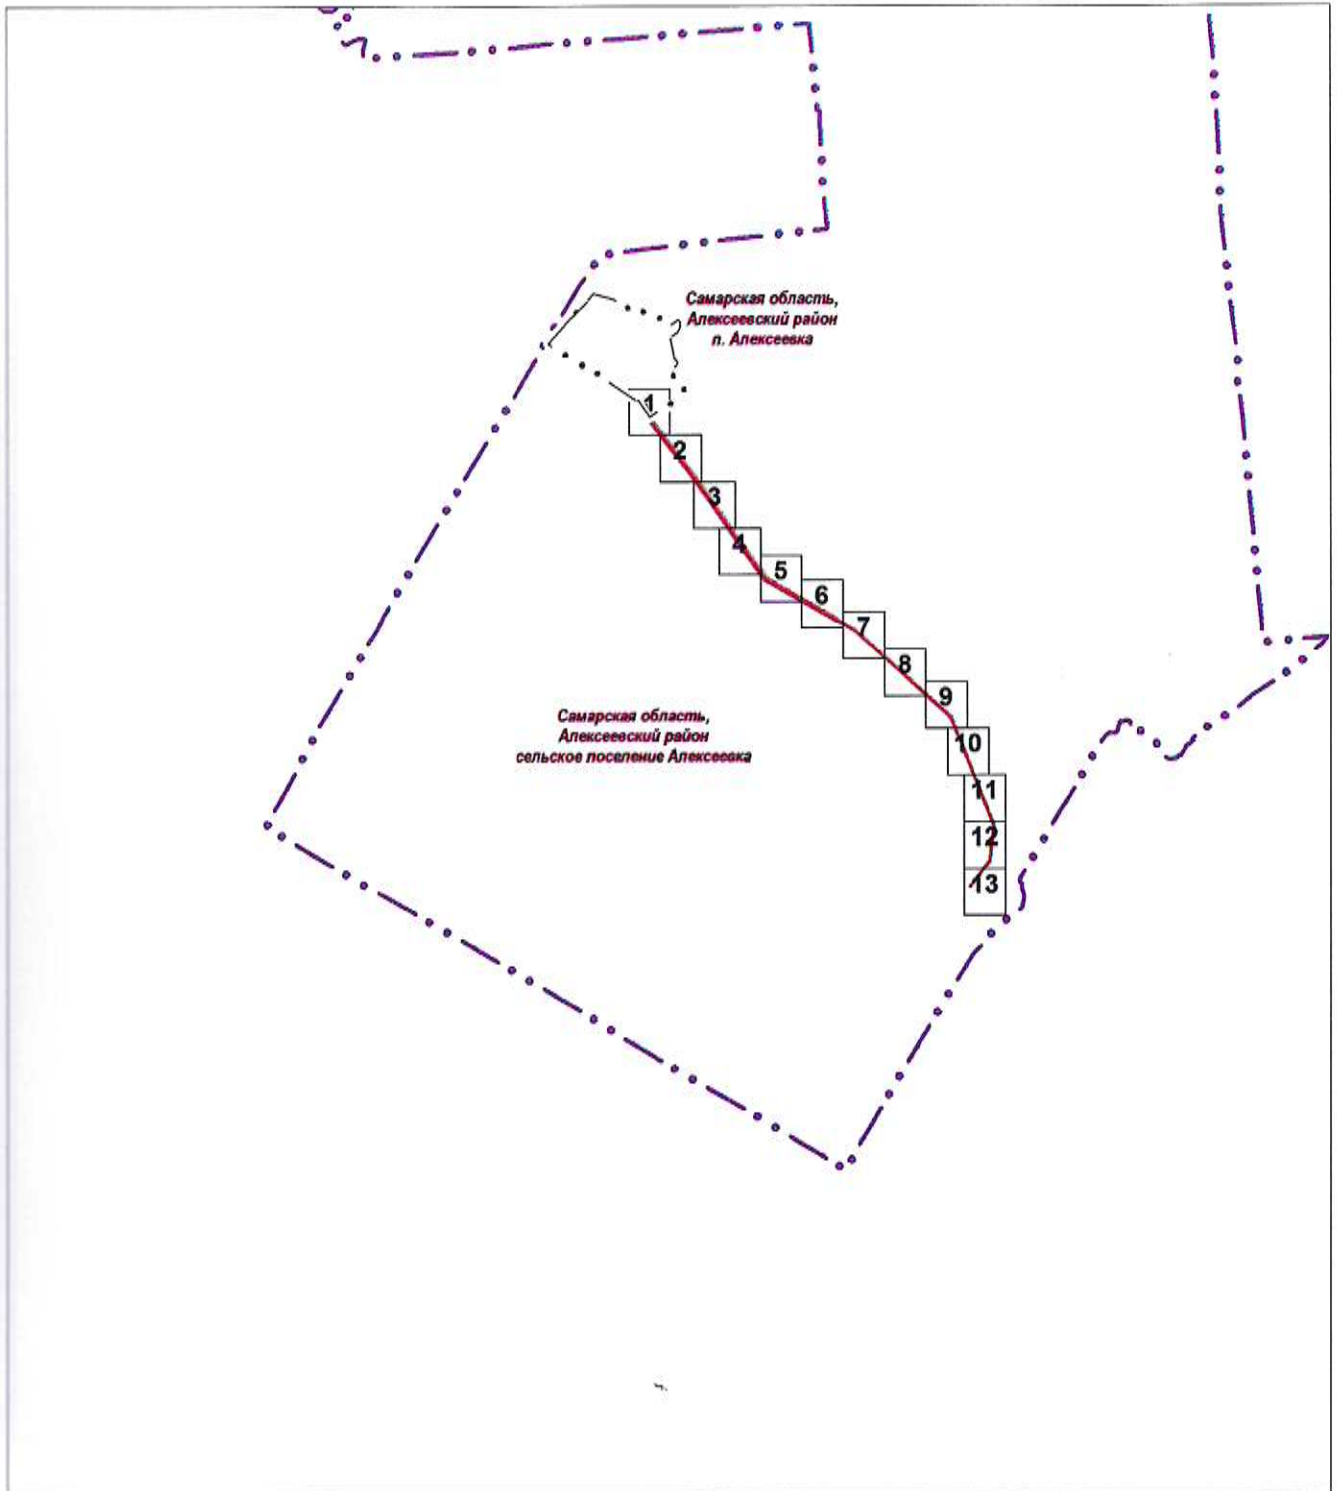 Самарская область,
Алексеевский район
п. Алексеевка
1
2
3
4
5
6
7
8
9
10
11
12
13
Самарская область,
Алексеевский район
сельское поселение Алексеевка